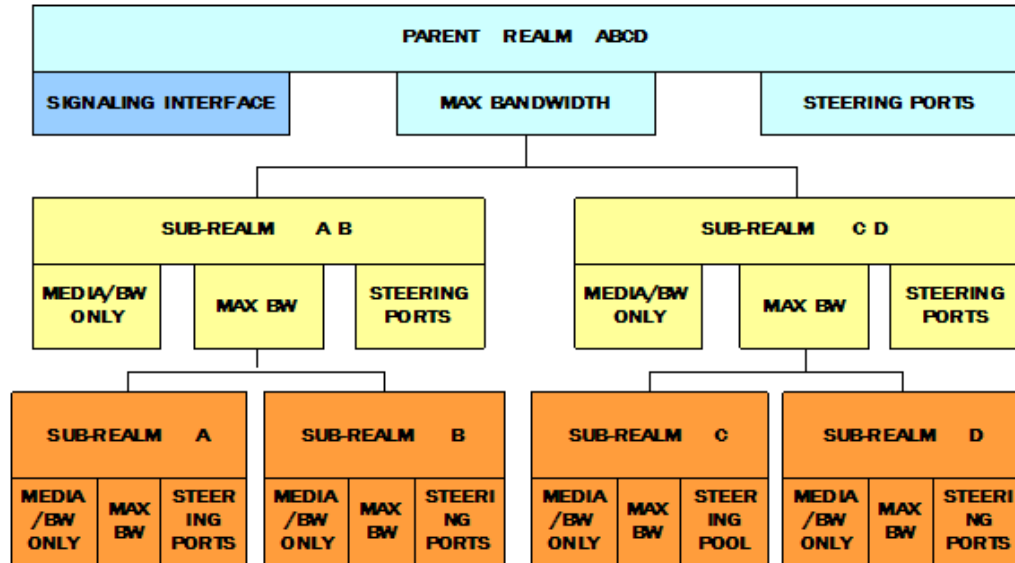 PARENT REALM ABCD
SIGNALING INTERFACE
MAX BANDWIDTH
STEERING PORTS
SUB-REALM A B
SUB-REALM C D
MEDIA/BW
ONLY
MAX BW
STEERING
PORTS
MEDIA/BW
ONLY
MAX BW
STEERING
PORTS
SUB-REALM A
SUB-REALM B
SUB-REALM C
SUB-REALM D
MEDIA
/BW
ONLY
MAX
BW
STEER
ING
PORTS
MEDIA
/BW
ONLY
MAX
BW
STEERI
NG
PORTS
MEDIA
/BW
ONLY
MAX
BW
STEER
ING
POOL
MEDIA
/BW
ONLY
MAX
BW
STEERI
NG
PORTS